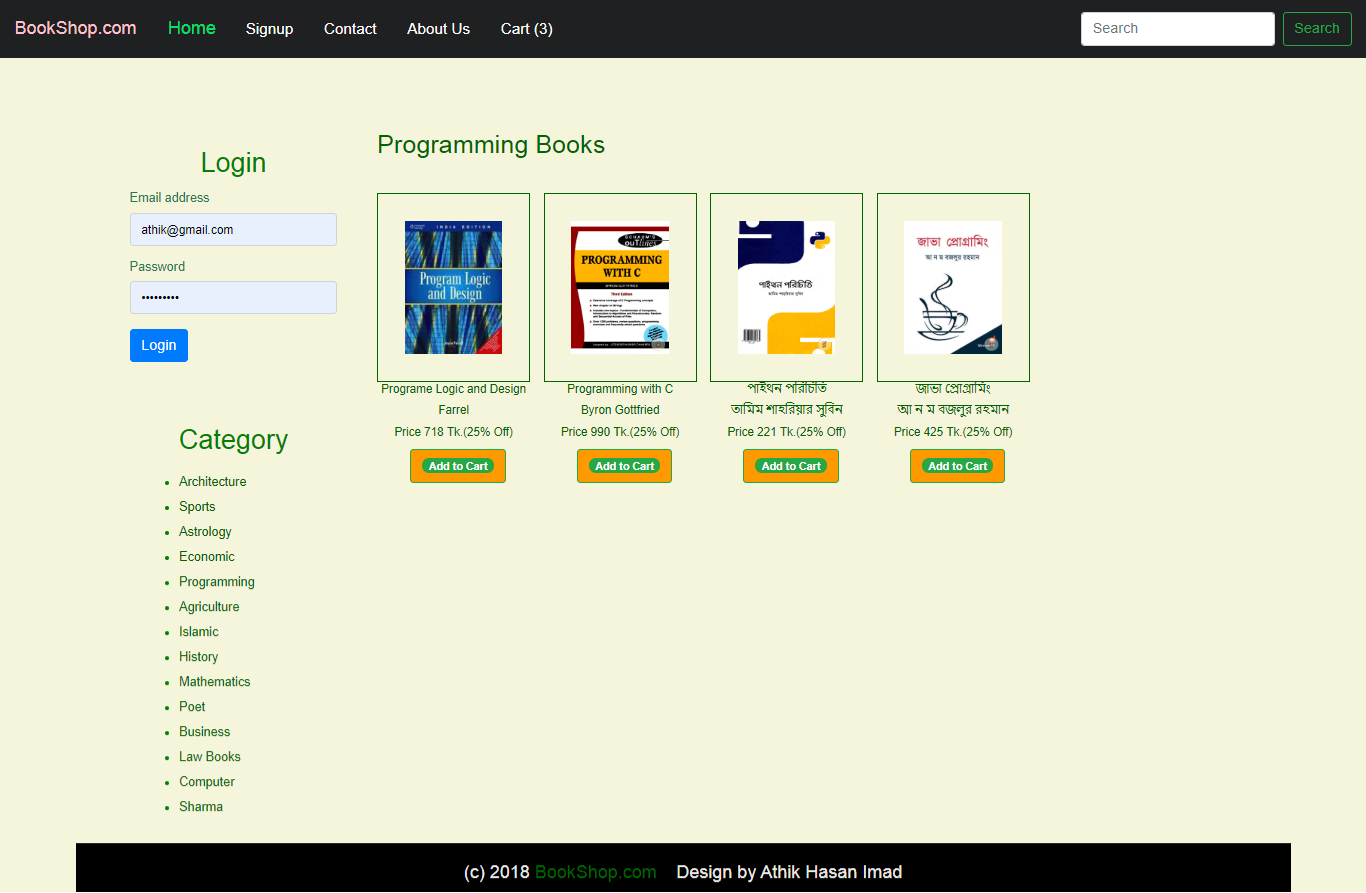 BookShop.com Home Signup Contact About Us Cart (3) Search Search
Login
Email address
athik@gmail.com
Password
•••••••••
Login
Category
Architecture
Sports
Astrology
Economic
Programming
Agriculture
Islamic
History
Mathematics
Poet
Business
Law Books
Computer
Sharma
Programming Books
INDIA EDITION
Program Logic
and Design
Joyce Farrell
Programe Logic and Design
Farrel
Price 718 Tk.(25% Off)
Add to Cart
SCHAUM'S
ouTlines
PROGRAMMING
WITH C
Third Edition
Programming with C
Byron Gottfried
Price 990 Tk.(25% Off)
Add to Cart
পাইথন পরিচিতি
তামিম শাহরিয়ার সুবিন
পাইথন পরিচিতি
তামিম শাহরিয়ার সুবিন
Price 221 Tk.(25% Off)
Add to Cart
জাভা প্রোগ্রামিং
আ ন ম বজলুর রহমান
জাভা প্রোগ্রামিং
আ ন ম বজলুর রহমান
Price 425 Tk.(25% Off)
Add to Cart
(c) 2018 BookShop.com Design by Athik Hasan Imad